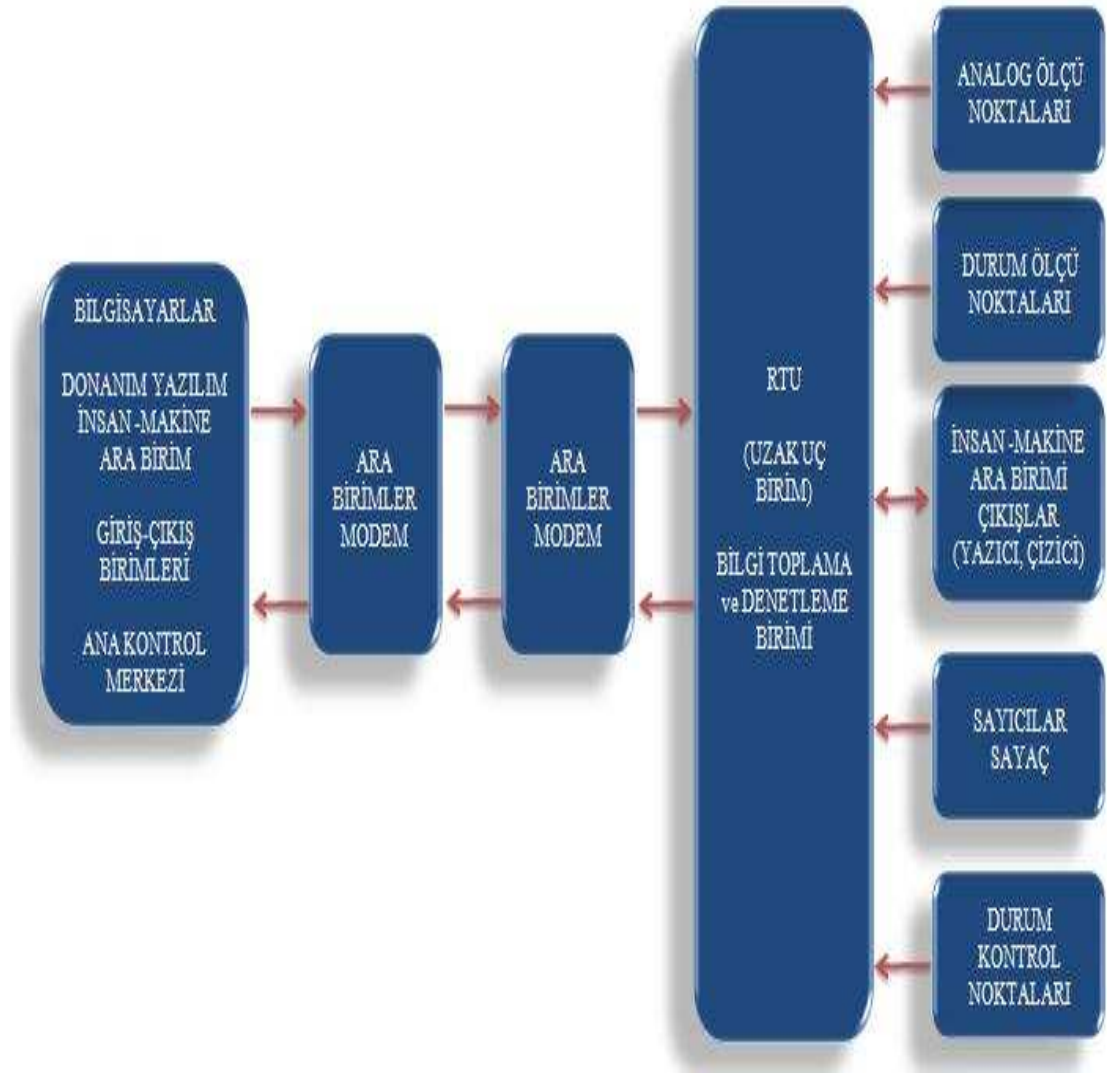 BİLGİSAYARLAR
DONANIM YAZILIM
İNSAN -MAKİNE
ARA BİRİM
GİRİŞ-ÇIKIŞ
BİRİMLERİ
ANA KONTROL
MERKEZİ
ARA
BİRİMLER
MODEM
ARA
BİRİMLER
MODEM
RTU
(UZAK UÇ
BİRİM)
BİLGİ TOPLAMA
ve DENETLEME
BİRİMİ
ANALOG ÖLÇÜ
NOKTALARI
DURUM ÖLÇÜ
NOKTALARI
İNSAN -MAKİNE
ARA BİRİMİ
ÇIKIŞLAR
(YAZICI, ÇİZİCİ)
SAYICILAR
SAYAÇ
DURUM
KONTROL
NOKTALARI